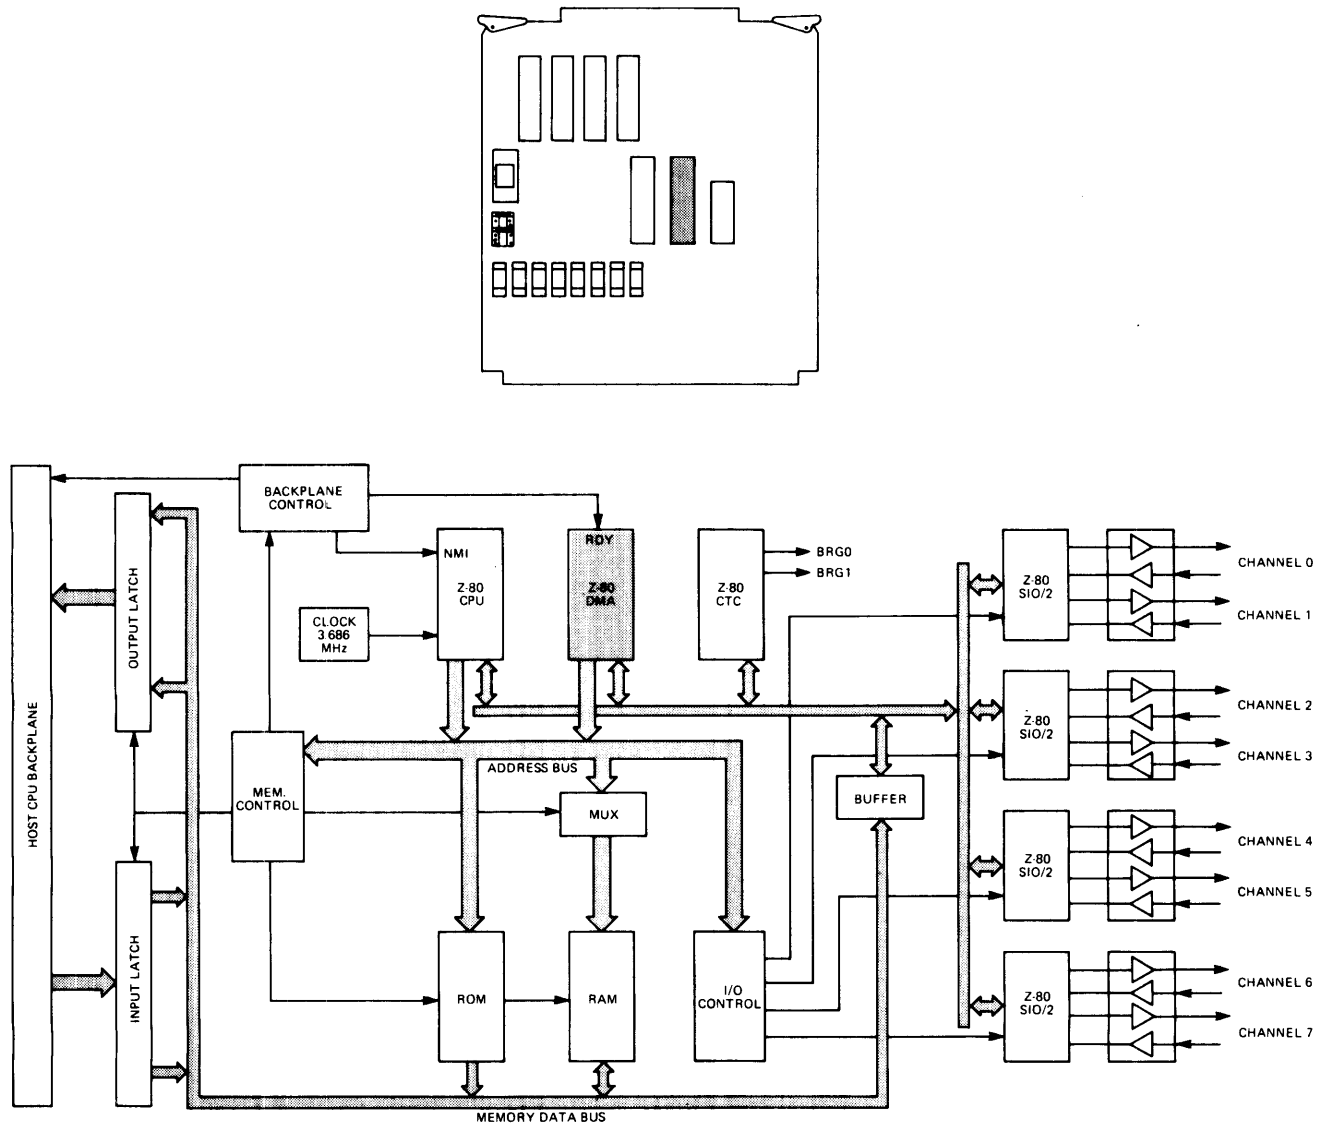 HOST CPU BACKPLANE
OUTPUT LATCH
INPUT LATCH
BACKPLANE
CONTROL
CLOCK
3.686
MHz
NMI
Z-80
CPU
RDY
Z-80
DMA
Z-80
CTC
BRG0
BRG1
ADDRESS BUS
MEM.
CONTROL
MUX
BUFFER
ROM
RAM
I/O
CONTROL
MEMORY DATA BUS
Z-80
SIO/2
CHANNEL 0
CHANNEL 1
Z-80
SIO/2
CHANNEL 2
CHANNEL 3
Z-80
SIO/2
CHANNEL 4
CHANNEL 5
Z-80
SIO/2
CHANNEL 6
CHANNEL 7